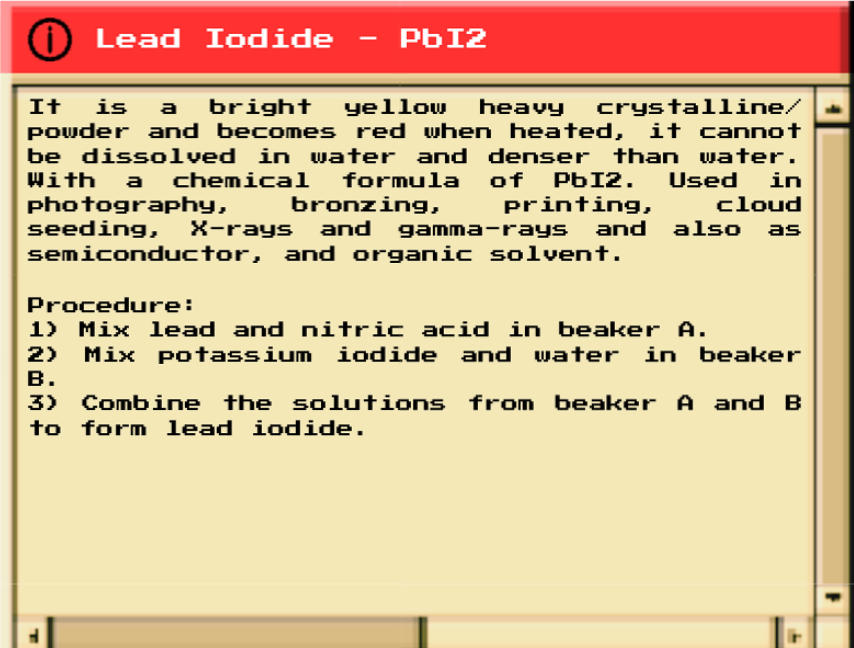 Lead Iodide - PbI2
It is a bright yellow heavy crystalline/
powder and becomes red when heated, it cannot
be dissolved in water and denser than water.
With a chemical formula of PbI2. Used in
photography, bronzing, printing, cloud
seeding, X-rays and gamma-rays and also as
semiconductor, and organic solvent.
Procedure:
1) Mix lead and nitric acid in beaker A.
2) Mix potassium iodide and water in beaker
B.
3) Combine the solutions from beaker A and B
to form lead iodide.